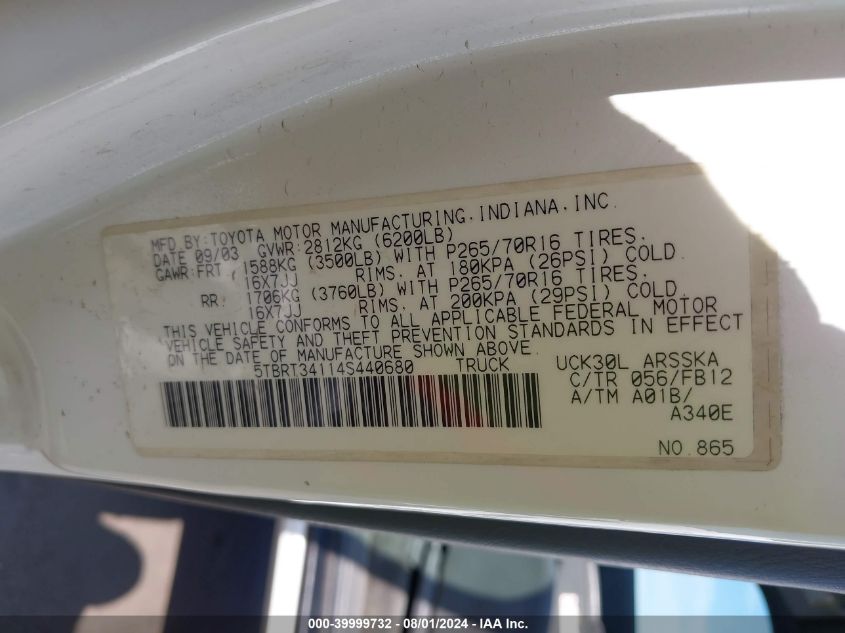 MFD.BY:TOYOTA MOTOR MANUFACTURING,INDIANA,INC.
DATE 09/03 GVWR:2812KG (6200LB)
GAWR:FRT 1588KG (3500LB) WITH P265/70R16 TIRES.
16X7JJ RIMS. AT 180KPA (26PSI) COLD.
RR: 1706KG (3760LB) WITH P265/70R16 TIRES.
16X7JJ RIMS. AT 200KPA (29PSI) COLD.
THIS VEHICLE CONFORMS TO ALL APPLICABLE FEDERAL MOTOR
VEHICLE SAFETY AND THEFT PREVENTION STANDARDS IN EFFECT
ON THE DATE OF MANUFACTURE SHOWN ABOVE.
5TBRT34114S440680 TRUCK
UCK30L ARSSKA
C/TR 056/FB12
A/TM A01B/
A340E
NO.865
000-39999732 - 08/01/2024 - IAA Inc.